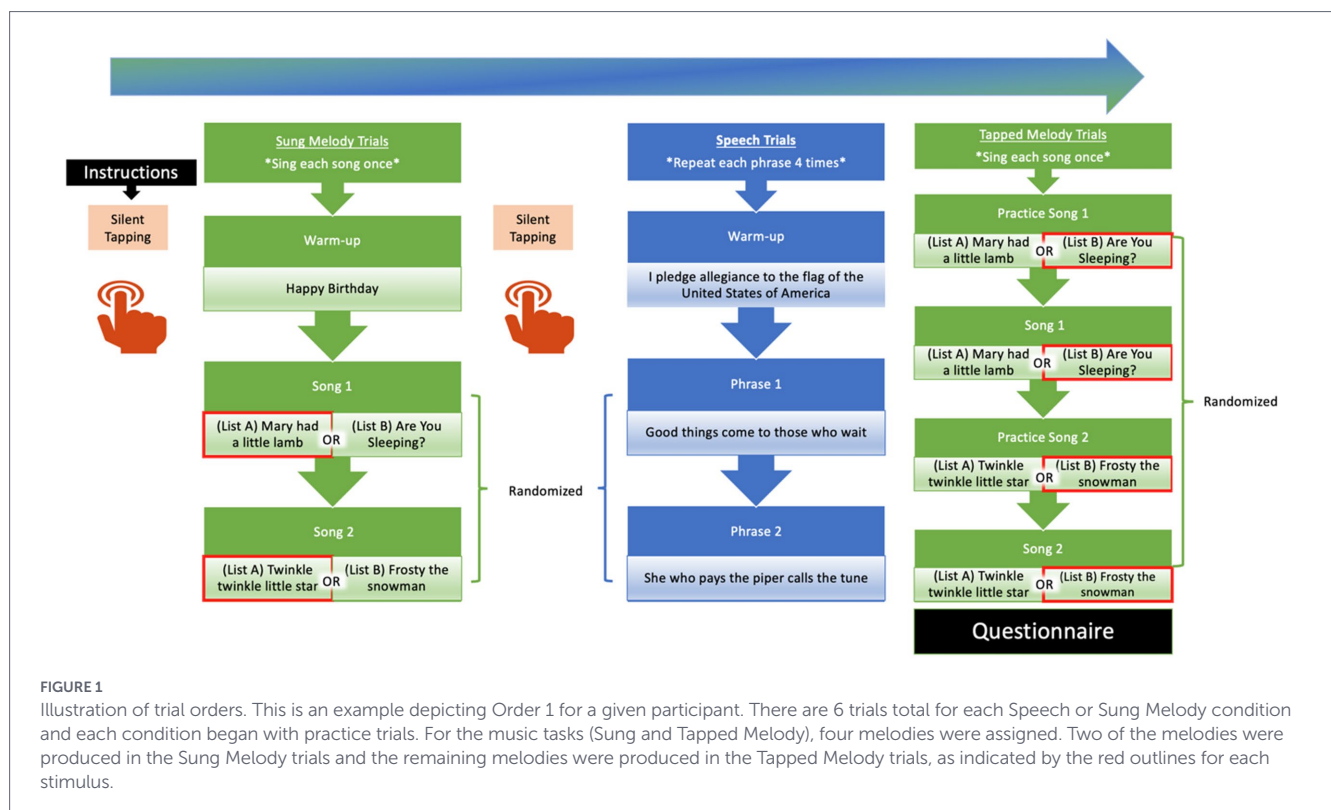 Instructions
Silent
Tapping
Sung Melody Trials
*Sing each song once*
Warm-up
Happy Birthday
Song 1
(List A) Mary had
a little lamb
OR
(List B) Are You
Sleeping?
Song 2
(List A) Twinkle
twinkle little star
OR
(List B) Frosty the
snowman
Randomized
Silent
Tapping
Speech Trials
*Repeat each phrase 4 times*
Warm-up
I pledge allegiance to the flag of the
United States of America
Phrase 1
Good things come to those who wait
Phrase 2
She who pays the piper calls the tune
Tapped Melody Trials
*Sing each song once*
Practice Song 1
(List A) Mary had
a little lamb
OR
(List B) Are You
Sleeping?
Song 1
(List A) Mary had
a little lamb
OR
(List B) Are You
Sleeping?
Practice Song 2
(List A) Twinkle
twinkle little star
OR
(List B) Frosty the
snowman
Song 2
(List A) Twinkle
twinkle little star
OR
(List B) Frosty the
snowman
Randomized
Questionnaire
FIGURE 1
Illustration of trial orders. This is an example depicting Order 1 for a given participant. There are 6 trials total for each Speech or Sung Melody condition
and each condition began with practice trials. For the music tasks (Sung and Tapped Melody), four melodies were assigned. Two of the melodies were
produced in the Sung Melody trials and the remaining melodies were produced in the Tapped Melody trials, as indicated by the red outlines for each
stimulus.